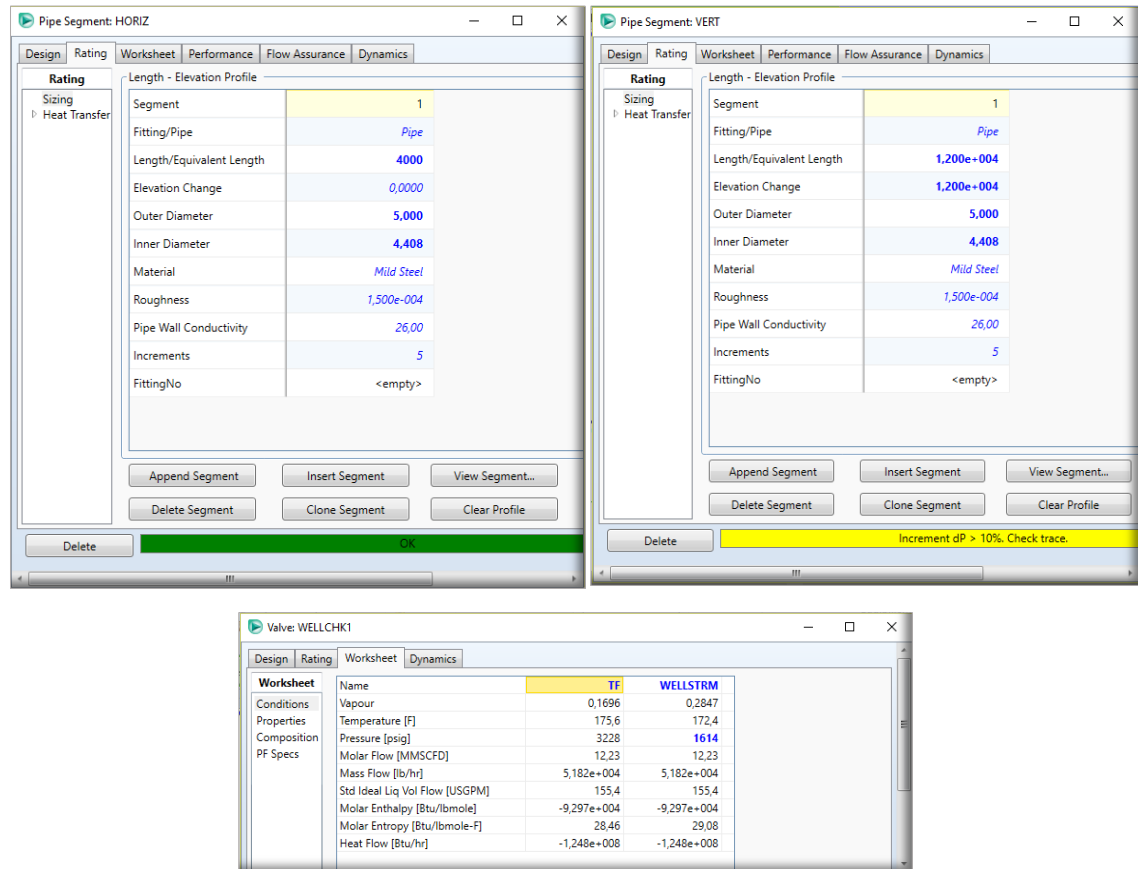 Pipe Segment: HORIZ
Design Rating Worksheet Performance Flow Assurance Dynamics
Rating
Sizing
Heat Transfer
Length - Elevation Profile
Segment 1
Fitting/Pipe Pipe
Length/Equivalent Length 4000
Elevation Change 0,0000
Outer Diameter 5,000
Inner Diameter 4,408
Material Mild Steel
Roughness 1,500e-004
Pipe Wall Conductivity 26,00
Increments 5
FittingNo <empty>
Append Segment Insert Segment View Segment...
Delete Segment Clone Segment Clear Profile
Delete OK
Pipe Segment: VERT
Design Rating Worksheet Performance Flow Assurance Dynamics
Rating
Sizing
Heat Transfer
Length - Elevation Profile
Segment 1
Fitting/Pipe Pipe
Length/Equivalent Length 1,200e+004
Elevation Change 1,200e+004
Outer Diameter 5,000
Inner Diameter 4,408
Material Mild Steel
Roughness 1,500e-004
Pipe Wall Conductivity 26,00
Increments 5
FittingNo <empty>
Append Segment Insert Segment View Segment...
Delete Segment Clone Segment Clear Profile
Delete Increment dP > 10%. Check trace.
Valve: WELLCHK1
Design Rating Worksheet Dynamics
Worksheet
Conditions
Properties
Composition
PF Specs
Name TF WELLSTRM
Vapour 0,1696 0,2847
Temperature [F] 175,6 172,4
Pressure [psig] 3228 1614
Molar Flow [MMSCFD] 12,23 12,23
Mass Flow [lb/hr] 5,182e+004 5,182e+004
Std Ideal Liq Vol Flow [USGPM] 155,4 155,4
Molar Enthalpy [Btu/lbmole] -9,297e+004 -9,297e+004
Molar Entropy [Btu/lbmole-F] 28,46 29,08
Heat Flow [Btu/hr] -1,248e+008 -1,248e+008